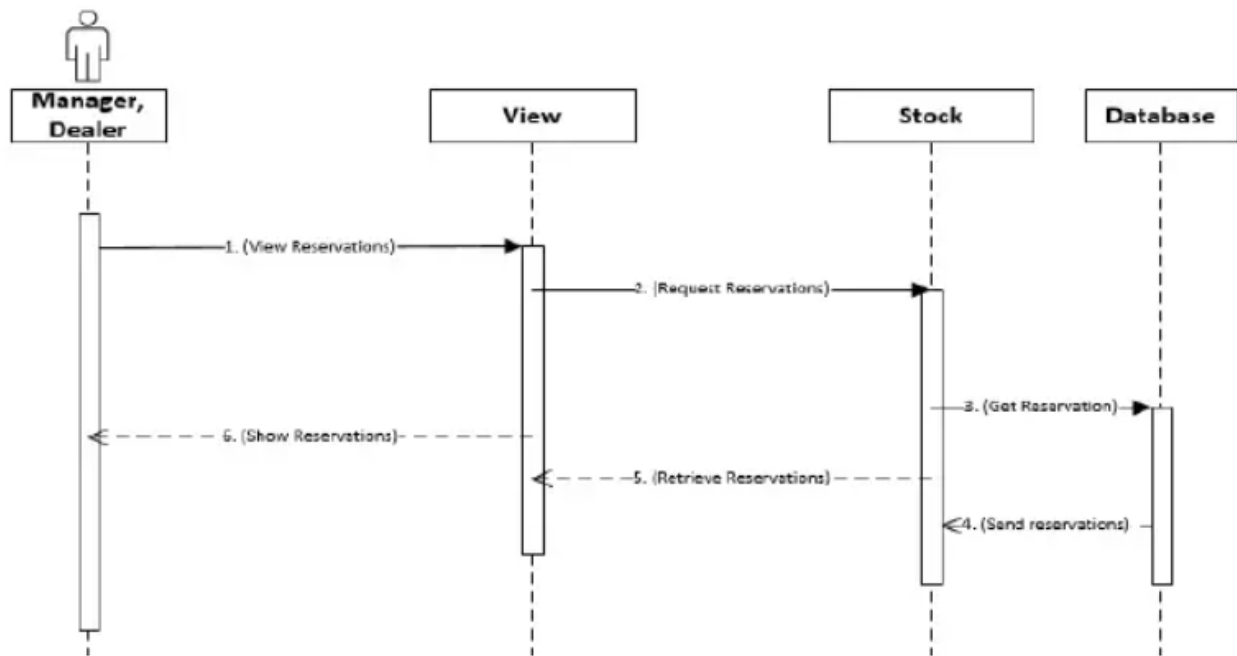 Manager,
Dealer
View
Stock
Database
1. (View Reservations)
2. (Request Reservations)
3. (Get Reservation)
6. (Show Reservations)
5. (Retrieve Reservations)
4. (Send reservations)